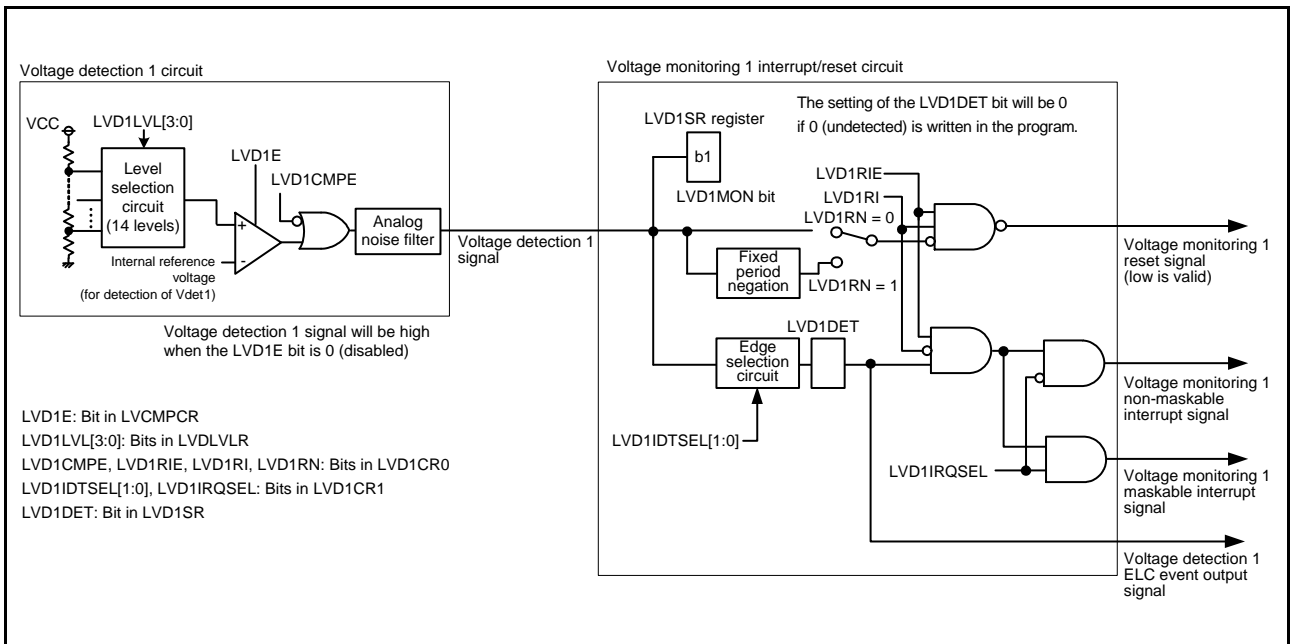 Voltage detection 1 circuit
VCC
LVD1LVL[3:0]
Level
selection
circuit
(14 levels)
LVD1E
LVD1CMPE
+
-
Internal reference
voltage
(for detection of Vdet1)
Analog
noise filter
Voltage detection 1
signal
Voltage detection 1 signal will be high
when the LVD1E bit is 0 (disabled)
Voltage monitoring 1 interrupt/reset circuit
The setting of the LVD1DET bit will be 0
if 0 (undetected) is written in the program.
LVD1SR register
b1
LVD1MON bit
LVD1RIE
LVD1RI
LVD1RN = 0
Fixed
period
negation
LVD1RN = 1
LVD1DET
Edge
selection
circuit
LVD1IDTSEL[1:0]
LVD1IRQSEL
Voltage monitoring 1
reset signal
(low is valid)
Voltage monitoring 1
non-maskable
interrupt signal
Voltage monitoring 1
maskable interrupt
signal
Voltage detection 1
ELC event output
signal
LVD1E: Bit in LVCMPCR
LVD1LVL[3:0]: Bits in LVDLVLR
LVD1CMPE, LVD1RIE, LVD1RI, LVD1RN: Bits in LVD1CR0
LVD1IDTSEL[1:0], LVD1IRQSEL: Bits in LVD1CR1
LVD1DET: Bit in LVD1SR